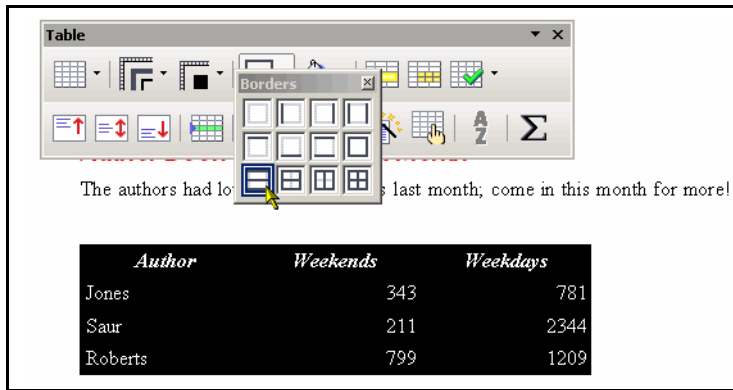 Table
Borders
The authors had lo s last month; come in this month for more!
Author Weekends Weekdays
Jones 343 781
Saur 211 2344
Roberts 799 1209